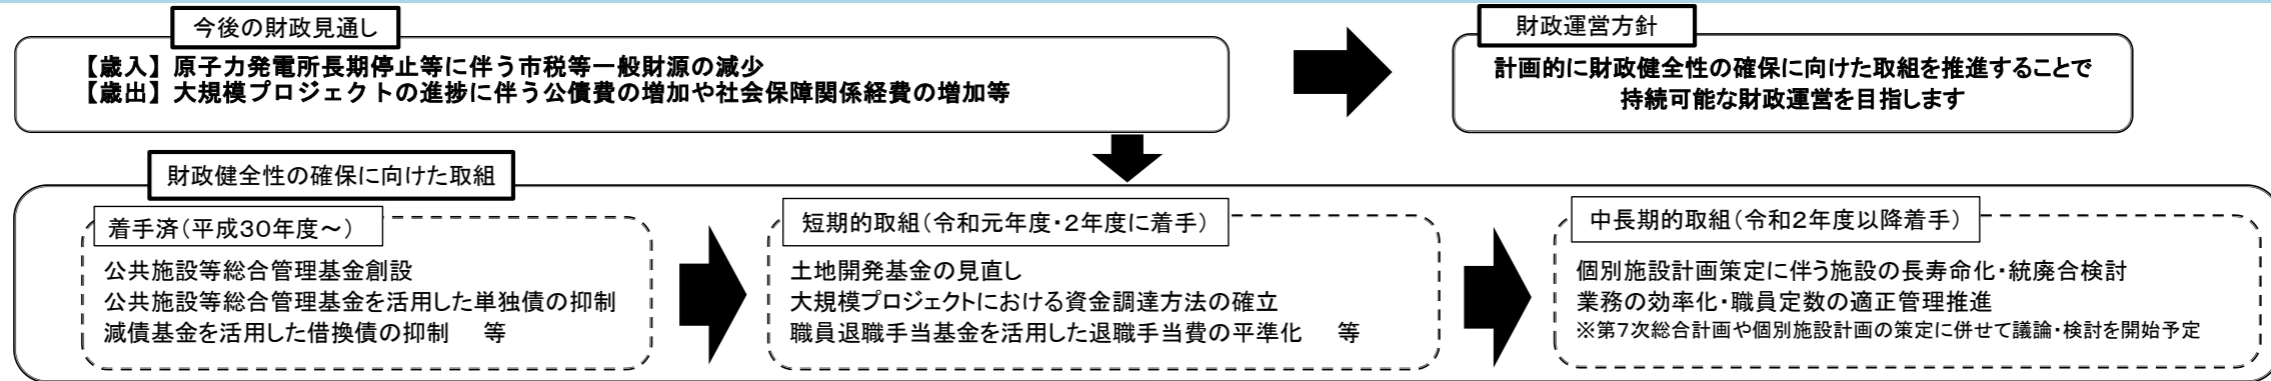 今後の財政見通し
【歳入】原子力発電所長期停止等に伴う市税等一般財源の減少
【歳出】大規模プロジェクトの進捗に伴う公債費の増加や社会保障関係経費の増加等
財政運営方針
計画的に財政健全性の確保に向けた取組を推進することで
持続可能な財政運営を目指します
財政健全性の確保に向けた取組
着手済(平成30年度~)
公共施設等総合管理基金創設
公共施設等総合管理基金を活用した単独債の抑制
減債基金を活用した借換債の抑制 等
短期的取組(令和元年度・2年度に着手)
土地開発基金の見直し
大規模プロジェクトにおける資金調達方法の確立
職員退職手当基金を活用した退職手当費の平準化 等
中長期的取組(令和2年度以降着手)
個別施設計画策定に伴う施設の長寿命化・統廃合検討
業務の効率化・職員定数の適正管理推進
※第7次総合計画や個別施設計画の策定に併せて議論・検討を開始予定